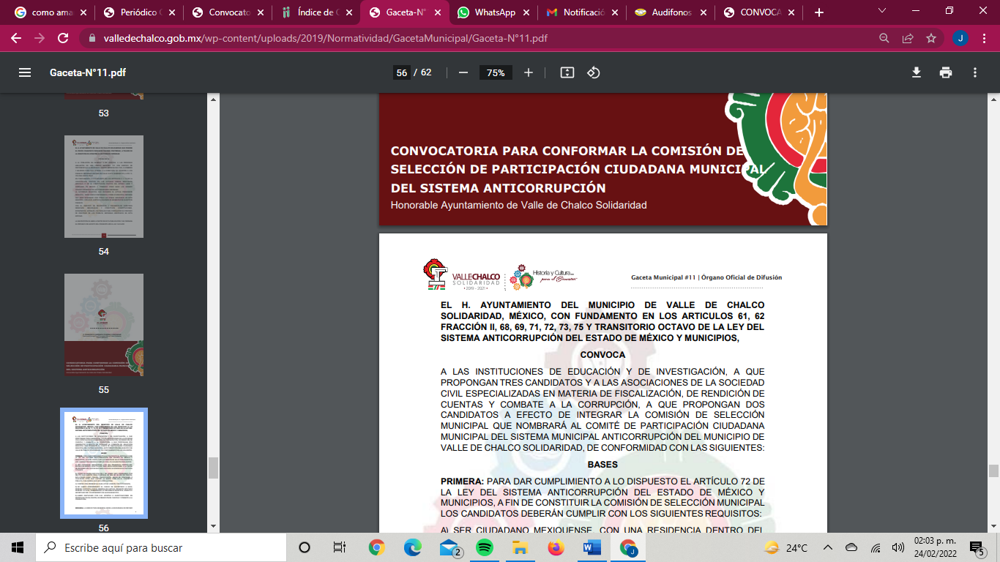 como ama
Periódico O
Convocato
Índice de C
Gaceta-N°
WhatsApp
Notificació
Audifonos
CONVOCA
valledechalco.gob.mx/wp-content/uploads/2019/Normatividad/GacetaMunicipal/Gaceta-N°11.pdf
J
Gaceta-N°11.pdf
56 / 62
75%
53
54
55
56
CONVOCATORIA PARA CONFORMAR LA COMISIÓN DE
SELECCIÓN DE PARTICIPACIÓN CIUDADANA MUNICIPAL
DEL SISTEMA ANTICORRUPCIÓN
Honorable Ayuntamiento de Valle de Chalco Solidaridad
VALLEDECHALCO
SOLIDARIDAD
• 2019 - 2021 •
Historia y Cultura
para el Bienestar
Gaceta Municipal #11 | Órgano Oficial de Difusión
EL H. AYUNTAMIENTO DEL MUNICIPIO DE VALLE DE CHALCO
SOLIDARIDAD, MÉXICO, CON FUNDAMENTO EN LOS ARTICULOS 61, 62
FRACCIÓN II, 68, 69, 71, 72, 73, 75 Y TRANSITORIO OCTAVO DE LA LEY DEL
SISTEMA ANTICORRUPCIÓN DEL ESTADO DE MÉXICO Y MUNICIPIOS,
CONVOCA
A LAS INSTITUCIONES DE EDUCACIÓN Y DE INVESTIGACIÓN, A QUE
PROPONGAN TRES CANDIDATOS Y A LAS ASOCIACIONES DE LA SOCIEDAD
CIVIL ESPECIALIZADAS EN MATERIA DE FISCALIZACIÓN, DE RENDICIÓN DE
CUENTAS Y COMBATE A LA CORRUPCIÓN, A QUE PROPONGAN DOS
CANDIDATOS A EFECTO DE INTEGRAR LA COMISIÓN DE SELECCIÓN
MUNICIPAL QUE NOMBRARÁ AL COMITÉ DE PARTICIPACIÓN CIUDADANA
MUNICIPAL DEL SISTEMA MUNICIPAL ANTICORRUPCIÓN DEL MUNICIPIO DE
VALLE DE CHALCO SOLIDARIDAD, DE CONFORMIDAD CON LAS SIGUIENTES:
BASES
PRIMERA: PARA DAR CUMPLIMIENTO A LO DISPUESTO EL ARTÍCULO 72 DE
LA LEY DEL SISTEMA ANTICORRUPCIÓN DEL ESTADO DE MÉXICO Y
MUNICIPIOS, A FIN DE CONSTITUIR LA COMISIÓN DE SELECCIÓN MUNICIPAL
LOS CANDIDATOS DEBERÁN CUMPLIR CON LOS SIGUIENTES REQUISITOS:
A) SER CIUDADANO MEXIQUENSE, CON UNA RESIDENCIA DENTRO DEL
Escribe aquí para buscar
2
24°C
02:03 p. m.
24/02/2022
5